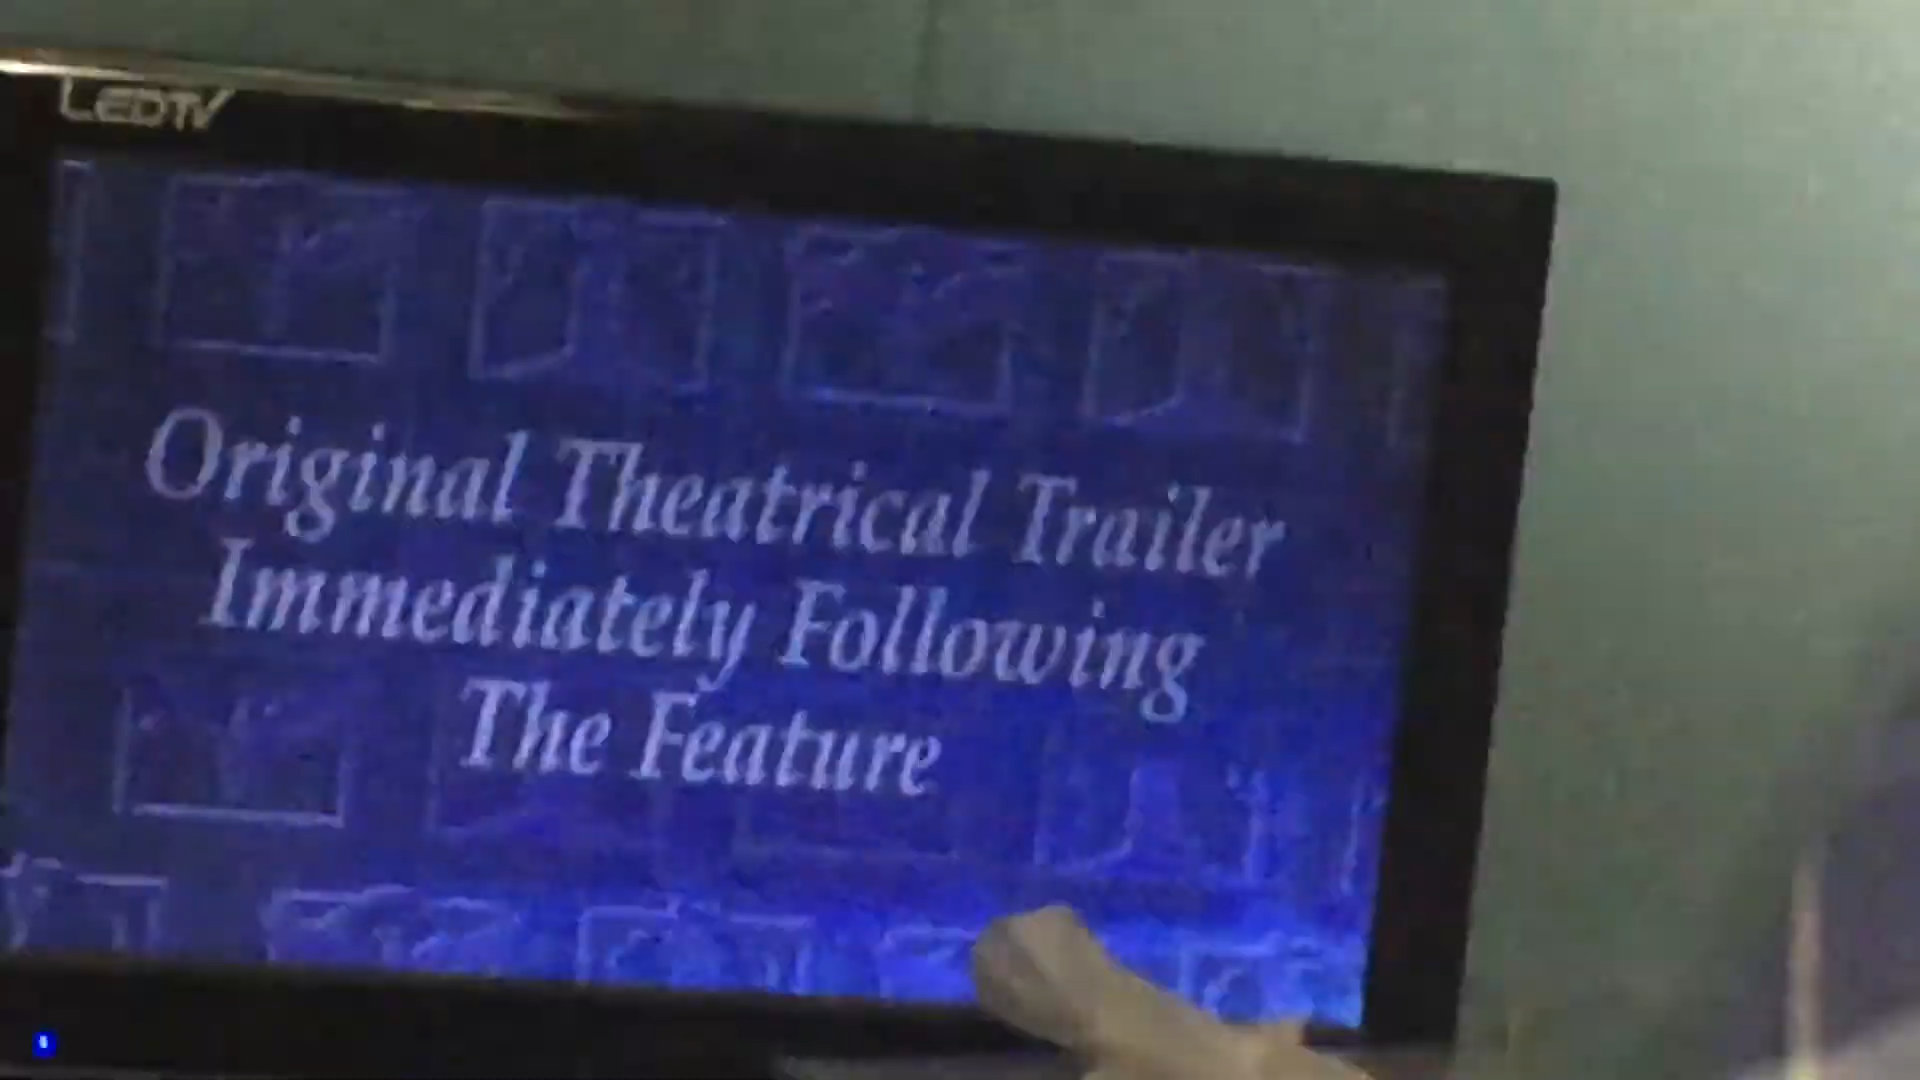 LEDTV
Original Theatrical Trailer
Immediately Following
The Feature